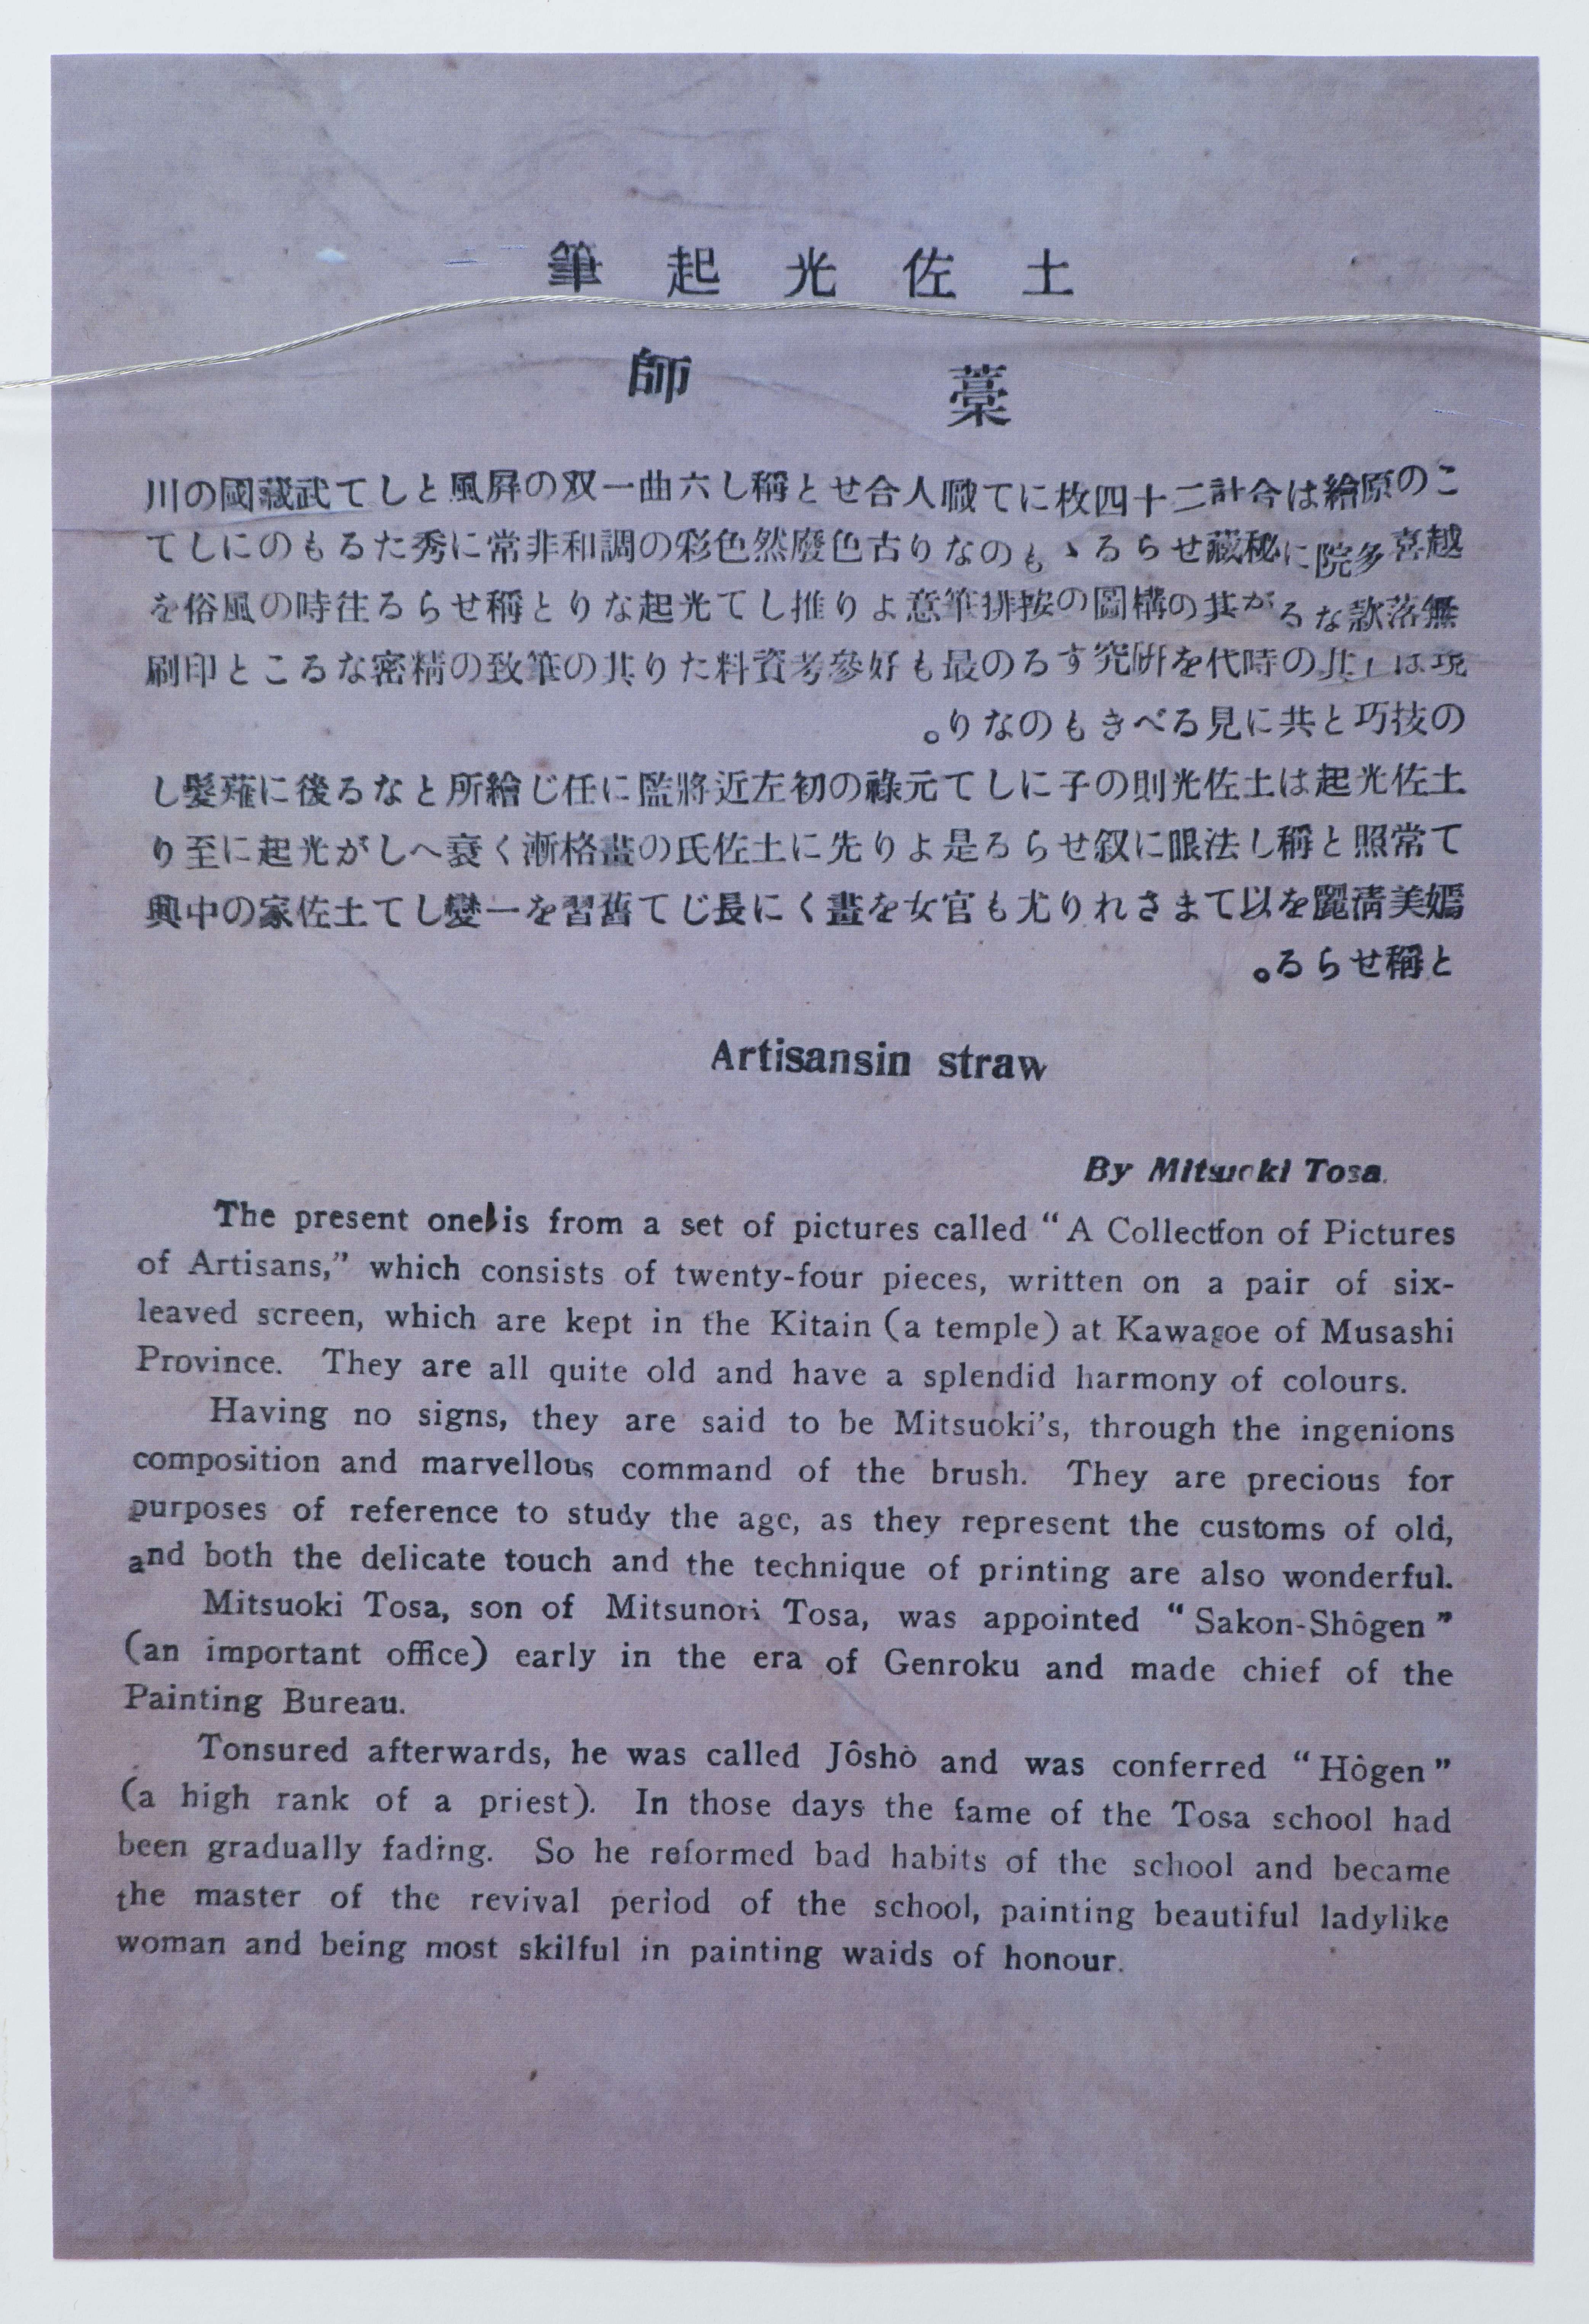 土佐光起筆
藁師
この原繪は合計二十四枚にて職人合せと稱し六曲一双の屏風として武藏國の川
越喜多院に秘藏せらるゝものなり古色廢然色彩の調和非常に秀たるものにして
無落款なるが其の構圖の按排筆意より推して光起なりと稱せらる往時の風俗を
現はし其の時代を研究するの最も好參考資料たり其の筆致の精密なること印刷
の技巧と共に見るべきものなり。
土佐光起は土佐光則の子にして元祿の初左近將監に任じ繪所となる後に薙髮し
て常照と稱し法眼に叙せらる是より先に土佐氏の畫格漸く衰へしが光起に至り
嫣美清麗を以てまされり尤も官女を畫くに長じて舊習を一變して土佐家の中興
と稱せらる。
Artisansin straw
By Mitsuoki Tosa.
The present one is from a set of pictures called “A Collection of Pictures
of Artisans,” which consists of twenty-four pieces, written on a pair of six-
leaved screen, which are kept in the Kitain (a temple) at Kawagoe of Musashi
Province. They are all quite old and have a splendid harmony of colours.
Having no signs, they are said to be Mitsuoki’s, through the ingenions
composition and marvellous command of the brush. They are precious for
purposes of reference to study the age, as they represent the customs of old,
and both the delicate touch and the technique of printing are also wonderful.
Mitsuoki Tosa, son of Mitsunori Tosa, was appointed “Sakon-Shôgen”
(an important office) early in the era of Genroku and made chief of the
Painting Bureau.
Tonsured afterwards, he was called Jôshò and was conferred “Hôgen”
(a high rank of a priest). In those days the fame of the Tosa school had
been gradually fading. So he reformed bad habits of the school and became
the master of the revival period of the school, painting beautiful ladylike
woman and being most skilful in painting waids of honour.